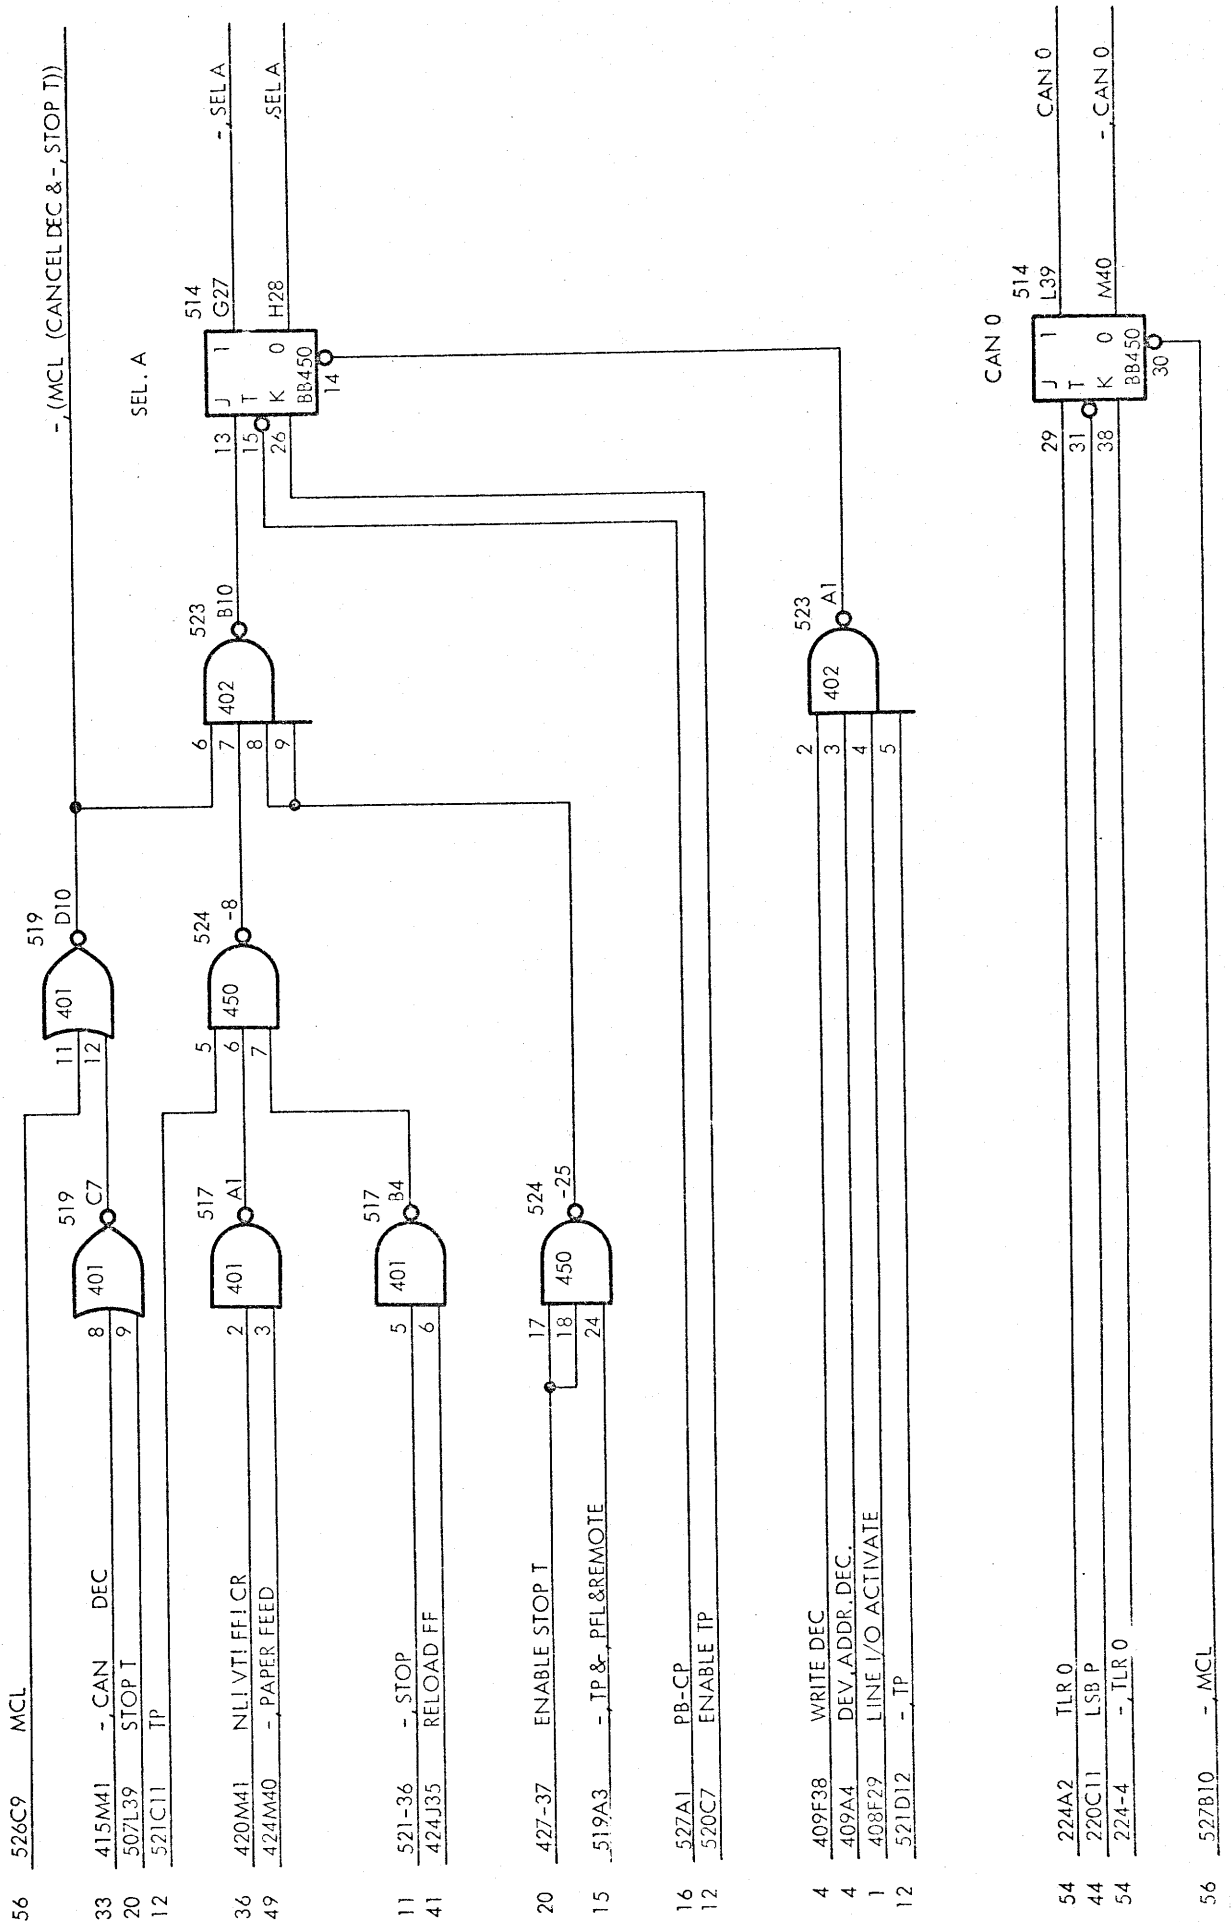 56 526C9 MCL
33 415M41 -, CAN DEC
20 507L39 STOP T
12 521C11 TP
36 420M41 NL! VT! FF! CR
49 424M40 -, PAPER FEED
11 521-36 -, STOP
41 424J35 RELOAD FF
20 427-37 ENABLE STOP T
15 519A3 -, TP &-, PFL&REMOTE
16 527A1 PB-CP
12 520C7 ENABLE TP
4 409F38 WRITE DEC
4 409A4 DEV. ADDR. DEC.
1 408F29 LINE I/O ACTIVATE
12 521D12 -, TP
54 224A2 TLR 0
44 220C11 LSB P
54 224-4 -, TLR 0
56 527B10 -, MCL
8
9
401
519
C7
2
3
401
517
A1
5
6
401
517
B4
17
18
24
450
524
-25
11
12
401
519
D10
5
6
7
450
524
-8
6
7
8
9
402
523
B10
2
3
4
5
402
523
A1
-, (MCL (CANCEL DEC & -, STOP T))
SEL. A
13
15
26
J
T
K
1
0
BB450
14
514
G27
H28
-, SEL A
, SEL A
CAN 0
29
31
38
J
T
K
1
0
BB450
30
514
L39
M40
CAN 0
-, CAN 0